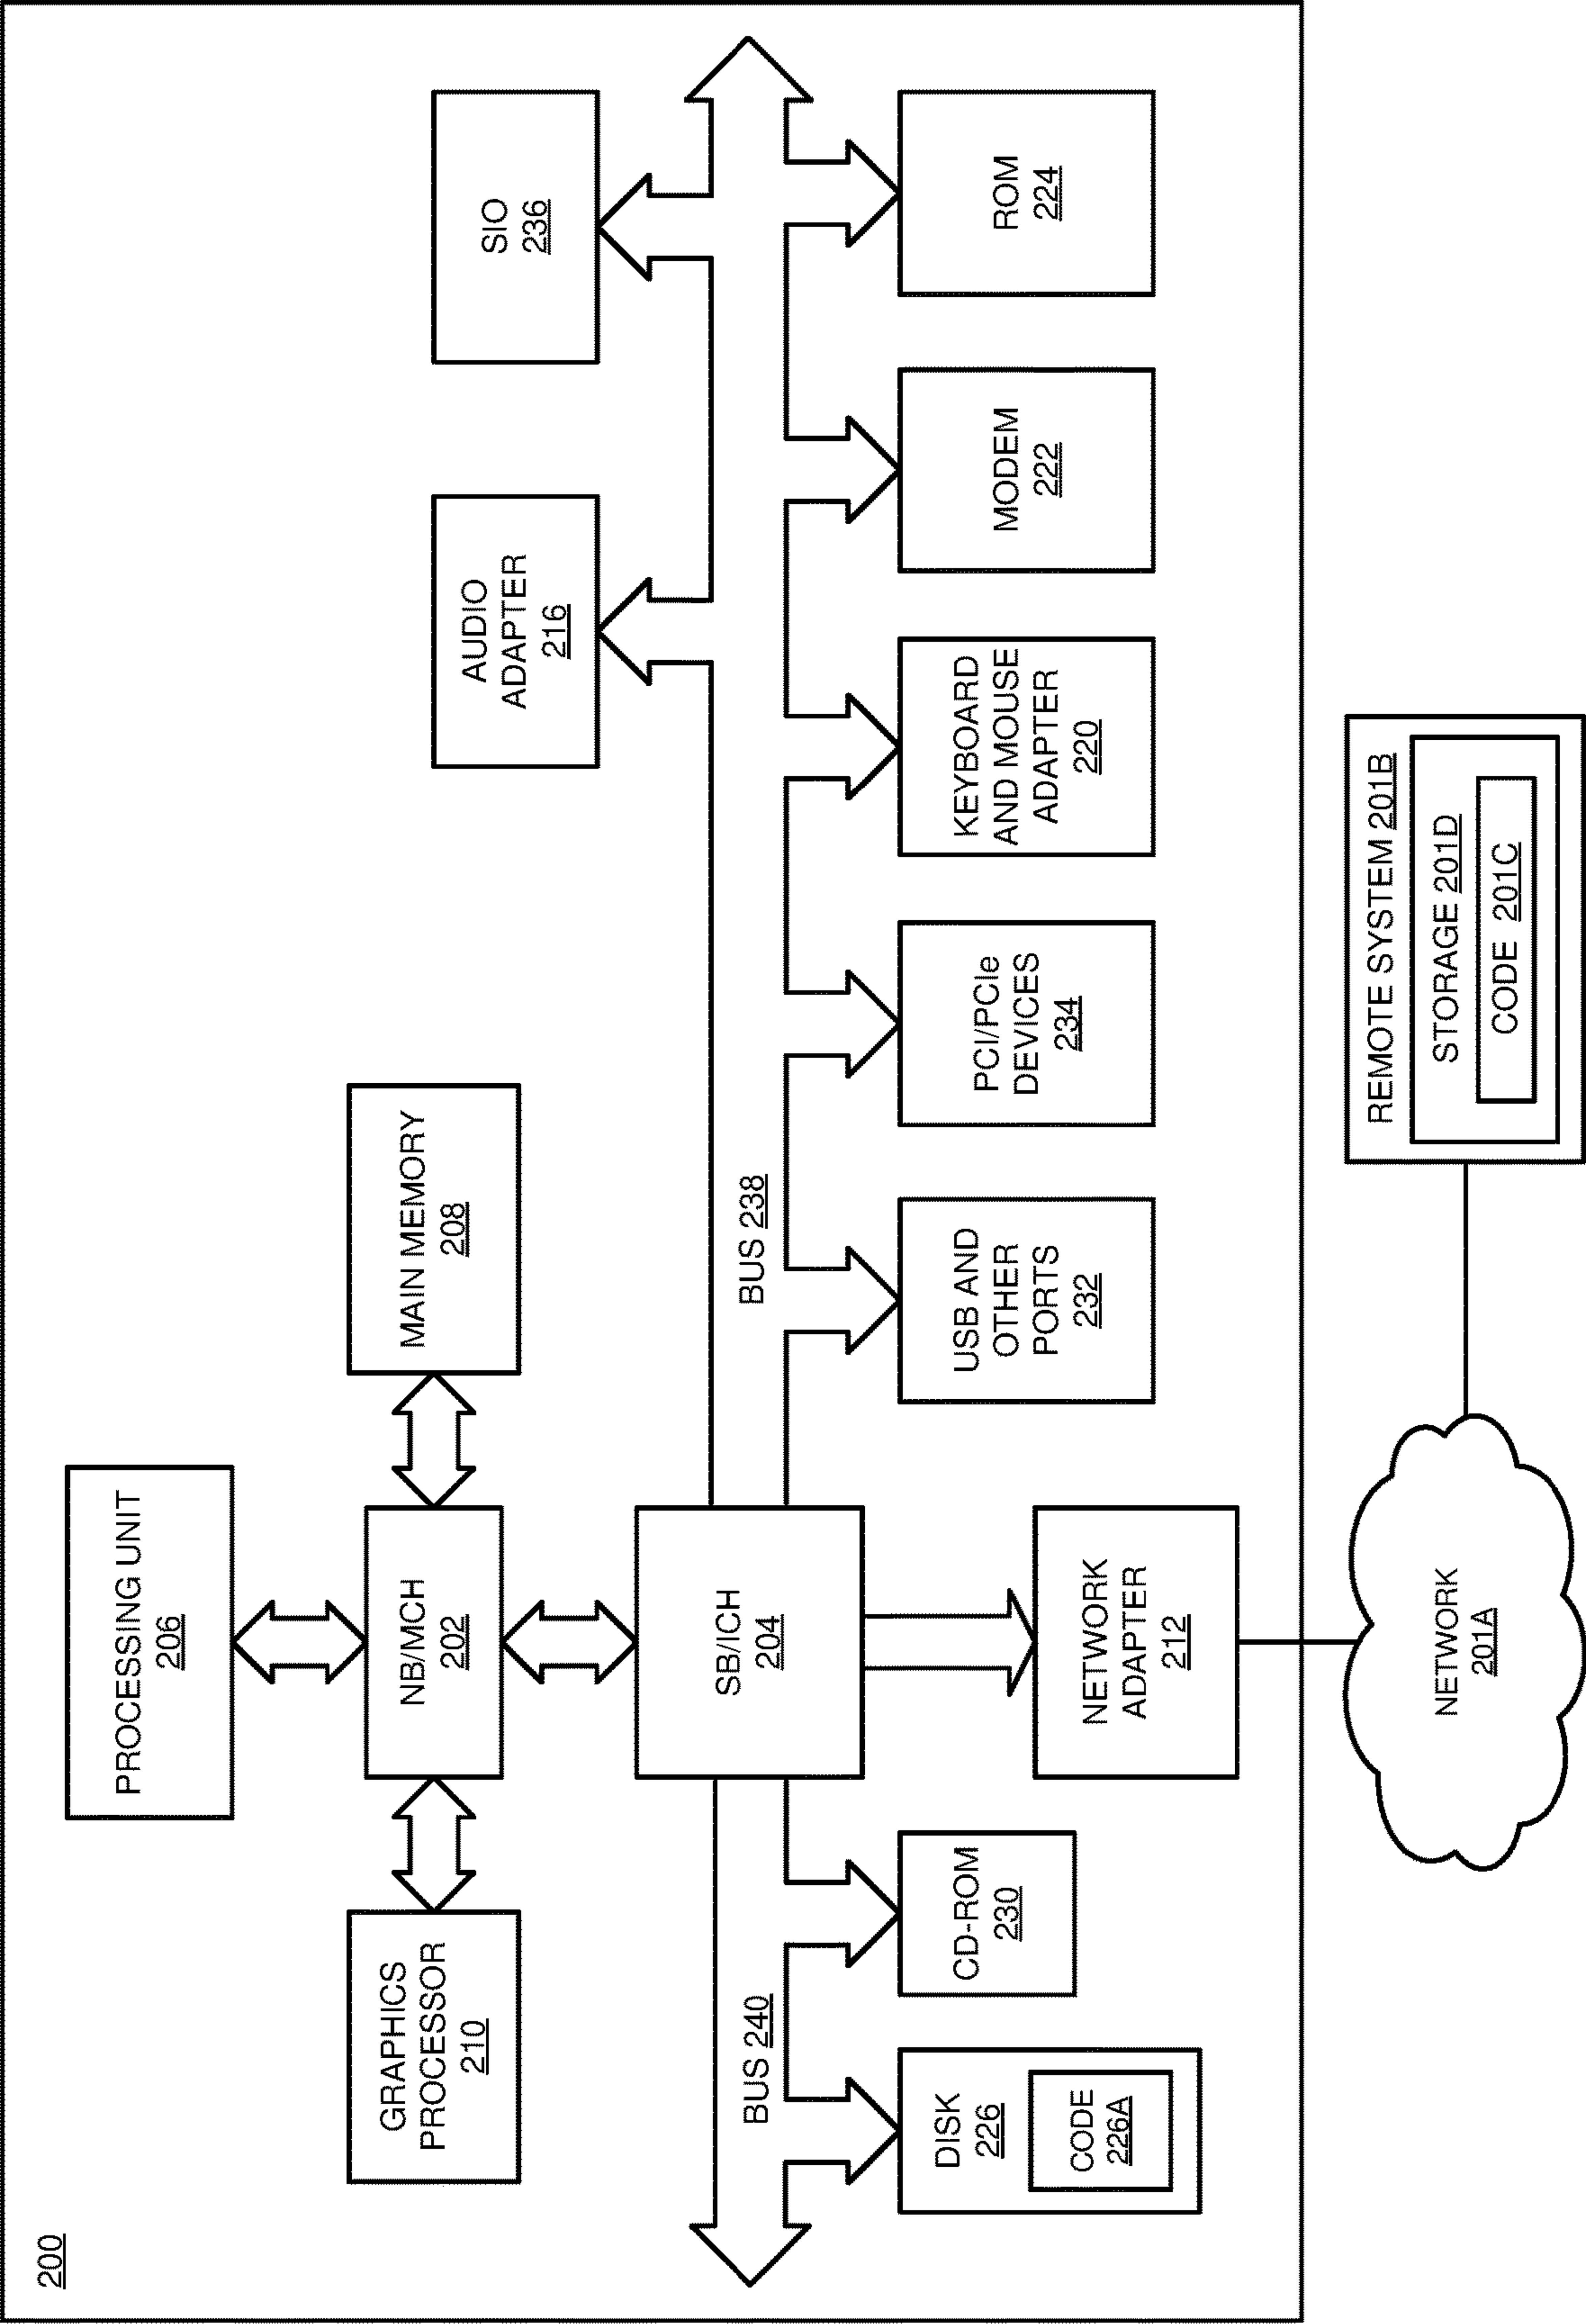 200
PROCESSING UNIT
206
GRAPHICS
PROCESSOR
210
NB/MCH
202
MAIN MEMORY
208
AUDIO
ADAPTER
216
SIO
236
SB/ICH
204
BUS 240
BUS 238
DISK
226
CODE
226A
CD-ROM
230
NETWORK
ADAPTER
212
USB AND
OTHER
PORTS
232
PCI/PCIe
DEVICES
234
KEYBOARD
AND MOUSE
ADAPTER
220
MODEM
222
ROM
224
NETWORK
201A
REMOTE SYSTEM 201B
STORAGE 201D
CODE 201C